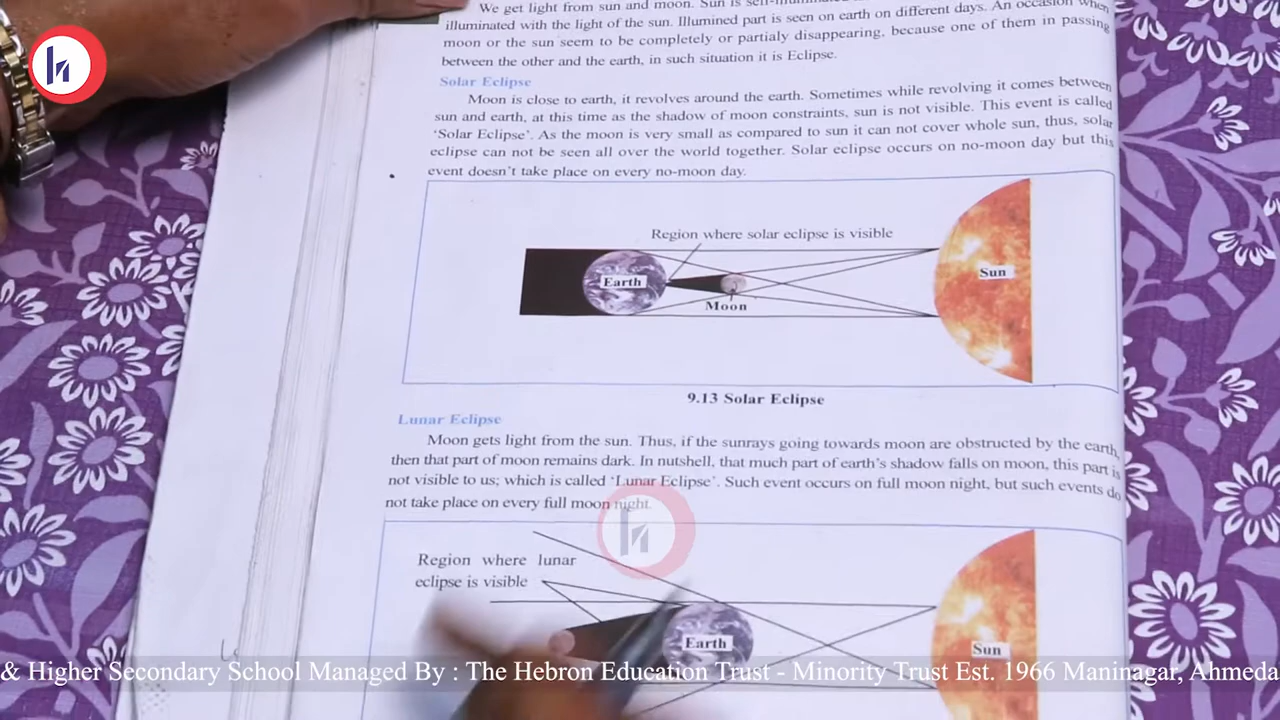 We get light from sun and moon. Sun is self-illuminated
illuminated with the light of the sun. Illumined part is seen on earth on different days. An occasion when
moon or the sun seem to be completely or partialy disappearing, because one of them in passing
between the other and the earth, in such situation it is Eclipse.
Solar Eclipse
Moon is close to earth, it revolves around the earth. Sometimes while revolving it comes between
sun and earth, at this time as the shadow of moon constraints, sun is not visible. This event is called
‘Solar Eclipse’. As the moon is very small as compared to sun it can not cover whole sun, thus, solar
eclipse can not be seen all over the world together. Solar eclipse occurs on no-moon day but this
event doesn’t take place on every no-moon day.
Region where solar eclipse is visible
Earth
Sun
Moon
9.13 Solar Eclipse
Lunar Eclipse
Moon gets light from the sun. Thus, if the sunrays going towards moon are obstructed by the earth,
then that part of moon remains dark. In nutshell, that much part of earth’s shadow falls on moon, this part is
not visible to us; which is called ‘Lunar Eclipse’. Such event occurs on full moon night, but such events do
not take place on every full moon night.
Region where lunar
eclipse is visible
Earth
Sun
& Higher Secondary School Managed By : The Hebron Education Trust - Minority Trust Est. 1966 Maninagar, Ahmeda